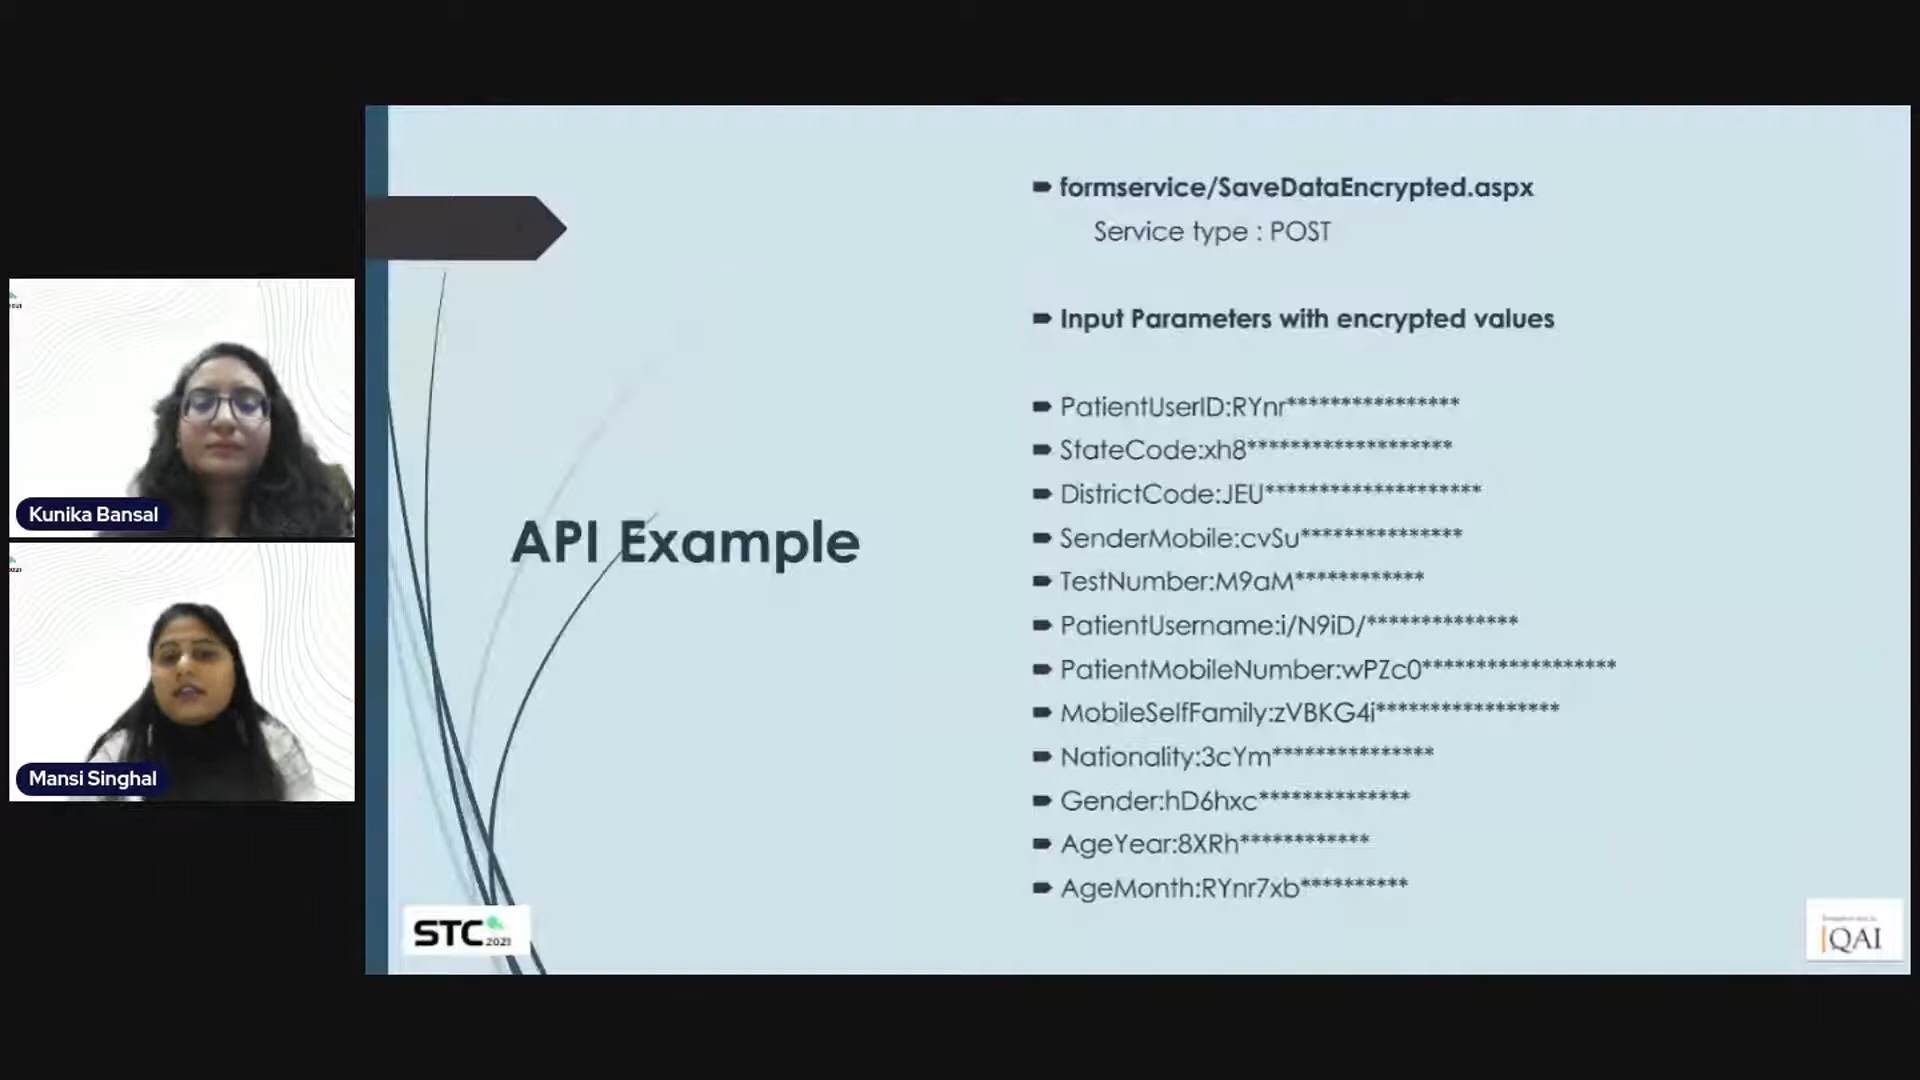 formservice/SaveDataEncrypted.aspx
Service type : POST
Input Parameters with encrypted values
PatientUserID:RYnr****************
StateCode:xh8*******************
DistrictCode:JEU********************
SenderMobile:cvSu***************
TestNumber:M9aM************
PatientUsername:i/N9iD/**************
PatientMobileNumber:wPZc0******************
MobileSelfFamily:zVBKG4i*****************
Nationality:3cYm***************
Gender:hD6hxc**************
AgeYear:8XRh************
AgeMonth:RYnr7xb**********
API Example
Kunika Bansal
Mansi Singhal
STC 2021
QAI